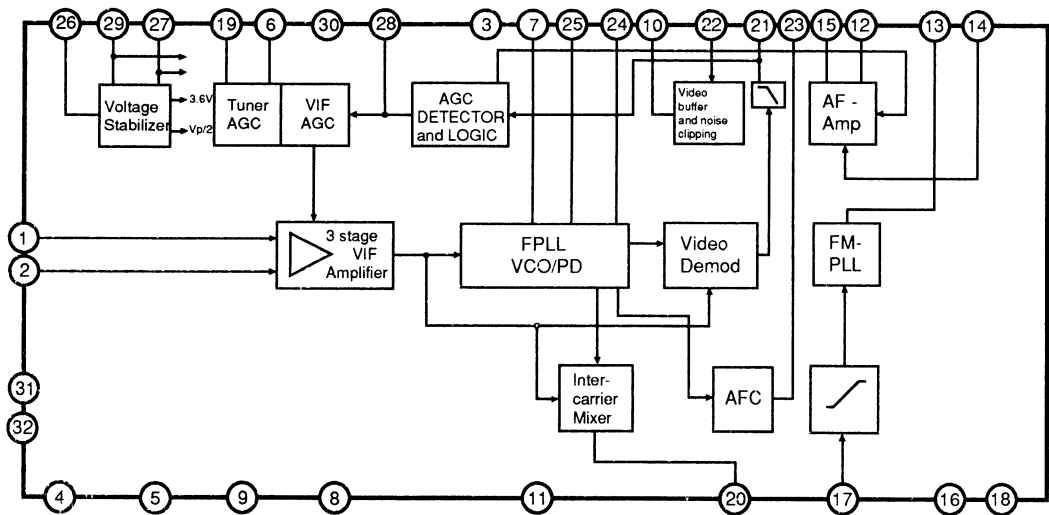 26 29 27 19 6 30 28 3 7 25 24 10 22 21 23 15 12 13 14
Voltage
Stabilizer
3.6V
Vp/2
Tuner
AGC
VIF
AGC
AGC
DETECTOR
and LOGIC
Video
buffer
and noise
clipping
AF -
Amp
1
2
3 stage
VIF
Amplifier
FPLL
VCO/PD
Video
Demod
FM-
PLL
31
32
Inter-
carrier
Mixer
AFC
4 5 9 8 11 20 17 16 18